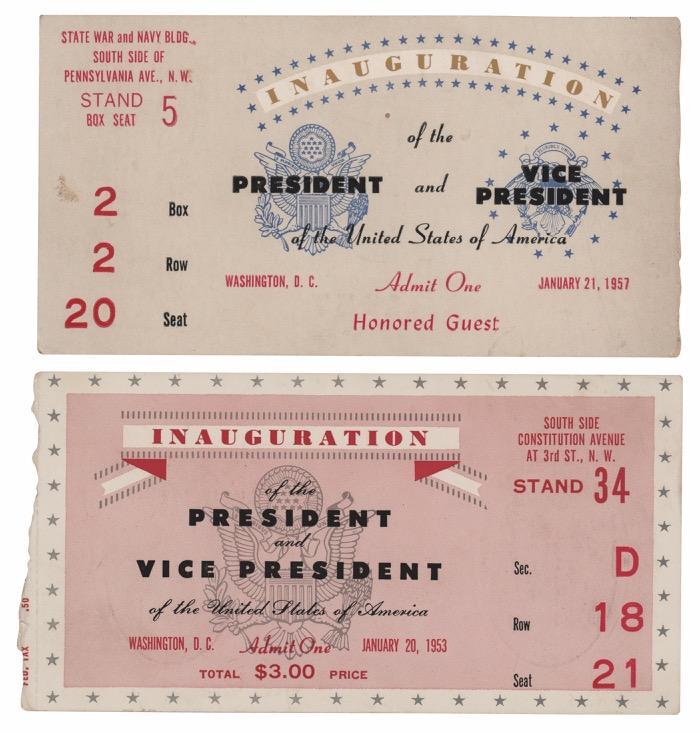 STATE WAR and NAVY BLDG.,
SOUTH SIDE OF
PENNSYLVANIA AVE., N.W.
STAND 5
BOX SEAT
2 Box
2 Row
20 Seat
INAUGURATION
of the
PRESIDENT and VICE PRESIDENT
of the United States of America
WASHINGTON, D. C. Admit One JANUARY 21, 1957
Honored Guest
INAUGURATION
of the
PRESIDENT
and
VICE PRESIDENT
of the United States of America
WASHINGTON, D. C. Admit One JANUARY 20, 1953
TOTAL $3.00 PRICE
SOUTH SIDE
CONSTITUTION AVENUE
AT 3rd ST., N. W.
STAND 34
Sec. D
Row 18
Seat 21
FED. TAX .50